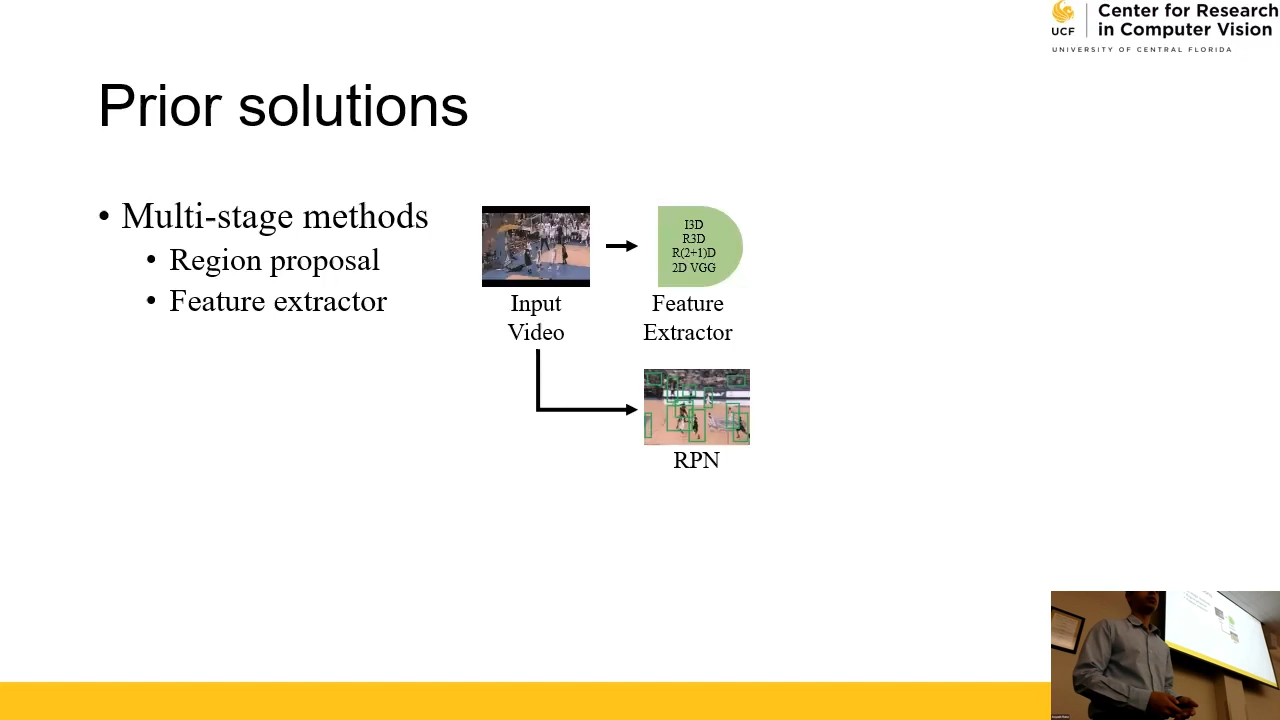 UCF
Center for Research
in Computer Vision
UNIVERSITY OF CENTRAL FLORIDA
Prior solutions
• Multi-stage methods
• Region proposal
• Feature extractor
I3D
R3D
R(2+1)D
2D VGG
Input
Video
Feature
Extractor
RPN